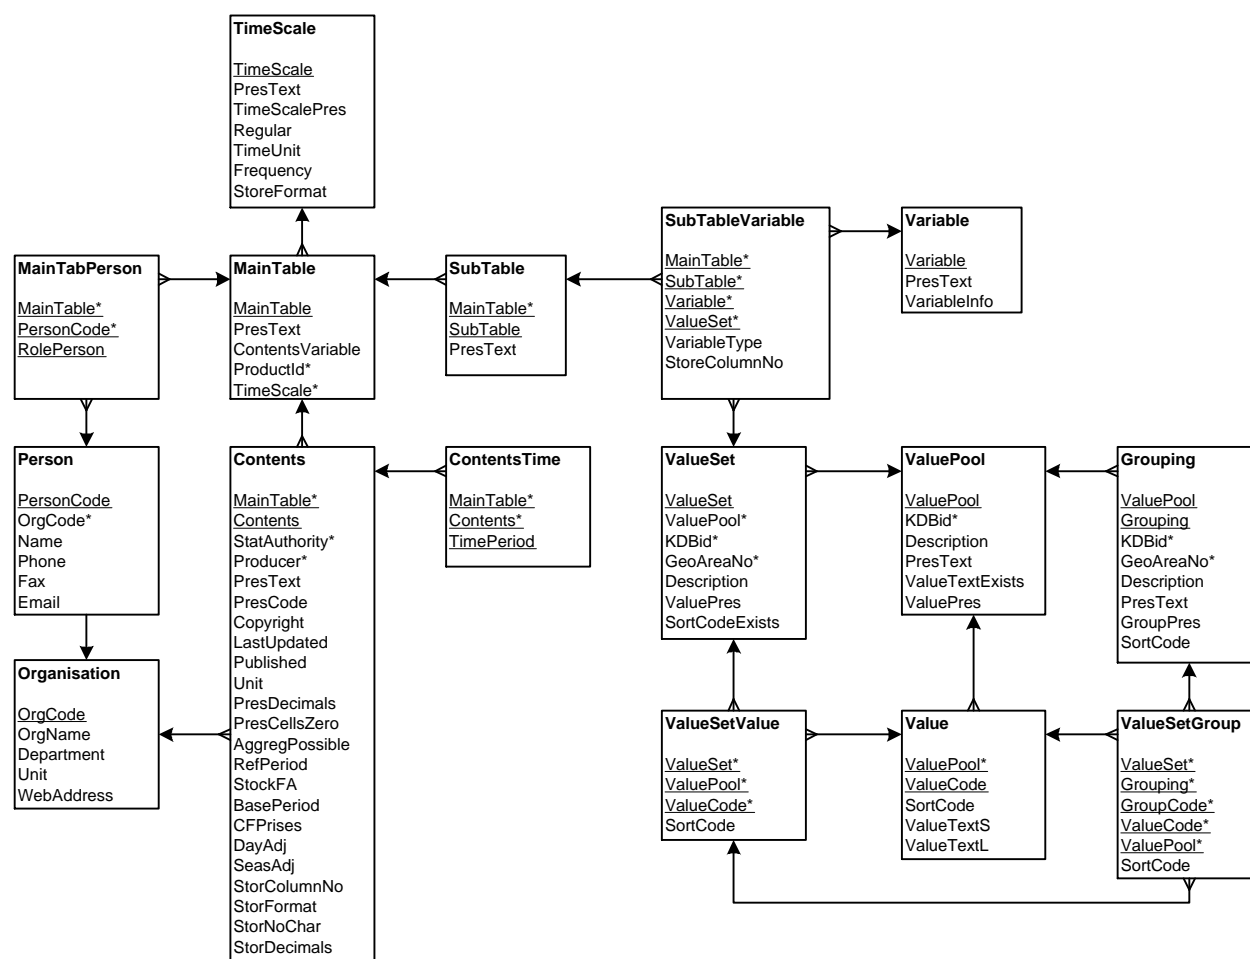 TimeScale
TimeScale
PresText
TimeScalePres
Regular
TimeUnit
Frequency
StoreFormat
MainTabPerson
MainTable*
PersonCode*
RolePerson
MainTable
MainTable
PresText
ContentsVariable
ProductId*
TimeScale*
SubTable
MainTable*
SubTable
PresText
SubTableVariable
MainTable*
SubTable*
Variable*
ValueSet*
VariableType
StoreColumnNo
Variable
Variable
PresText
VariableInfo
Person
PersonCode
OrgCode*
Name
Phone
Fax
Email
Contents
MainTable*
Contents
StatAuthority*
Producer*
PresText
PresCode
Copyright
LastUpdated
Published
Unit
PresDecimals
PresCellsZero
AggregPossible
RefPeriod
StockFA
BasePeriod
CFPrises
DayAdj
SeasAdj
StorColumnNo
StorFormat
StorNoChar
StorDecimals
ContentsTime
MainTable*
Contents*
TimePeriod
ValueSet
ValueSet
ValuePool*
KDBid*
GeoAreaNo*
Description
ValuePres
SortCodeExists
ValuePool
ValuePool
KDBid*
Description
PresText
ValueTextExists
ValuePres
Grouping
ValuePool
Grouping
KDBid*
GeoAreaNo*
Description
PresText
GroupPres
SortCode
Organisation
OrgCode
OrgName
Department
Unit
WebAddress
ValueSetValue
ValueSet*
ValuePool*
ValueCode*
SortCode
Value
ValuePool*
ValueCode
SortCode
ValueTextS
ValueTextL
ValueSetGroup
ValueSet*
Grouping*
GroupCode*
ValueCode*
ValuePool*
SortCode